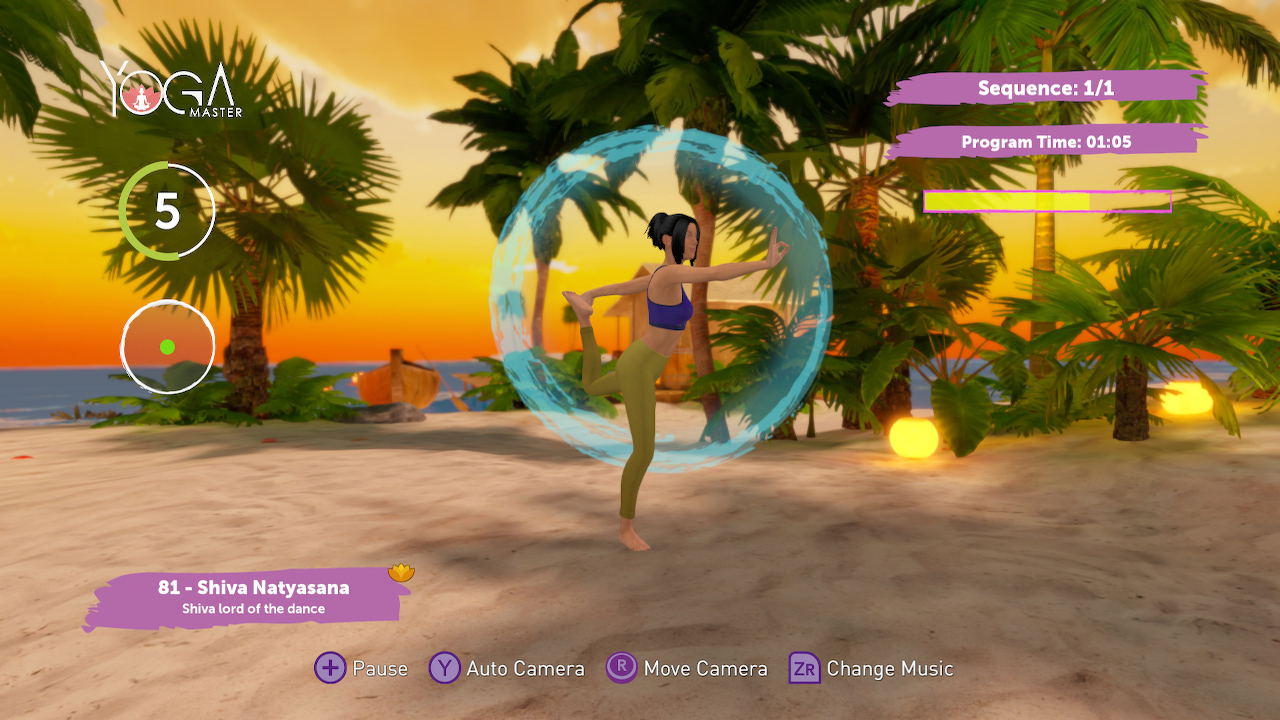 YOGA
MASTER
Sequence: 1/1
Program Time: 01:05
5
81 - Shiva Natyasana
Shiva lord of the dance
+ Pause
Y Auto Camera
R Move Camera
ZR Change Music